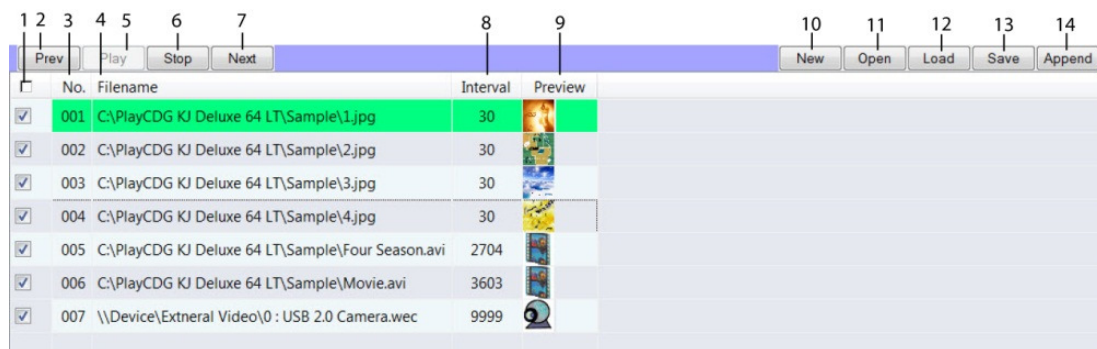 1 2 3 4 5 6 7 8 9 10 11 12 13 14
Prev Play Stop Next New Open Load Save Append
No. Filename Interval Preview
001 C:\PlayCDG KJ Deluxe 64 LT\Sample\1.jpg 30
002 C:\PlayCDG KJ Deluxe 64 LT\Sample\2.jpg 30
003 C:\PlayCDG KJ Deluxe 64 LT\Sample\3.jpg 30
004 C:\PlayCDG KJ Deluxe 64 LT\Sample\4.jpg 30
005 C:\PlayCDG KJ Deluxe 64 LT\Sample\Four Season.avi 2704
006 C:\PlayCDG KJ Deluxe 64 LT\Sample\Movie.avi 3603
007 \\Device\Extneral Video\0 : USB 2.0 Camera.wec 9999